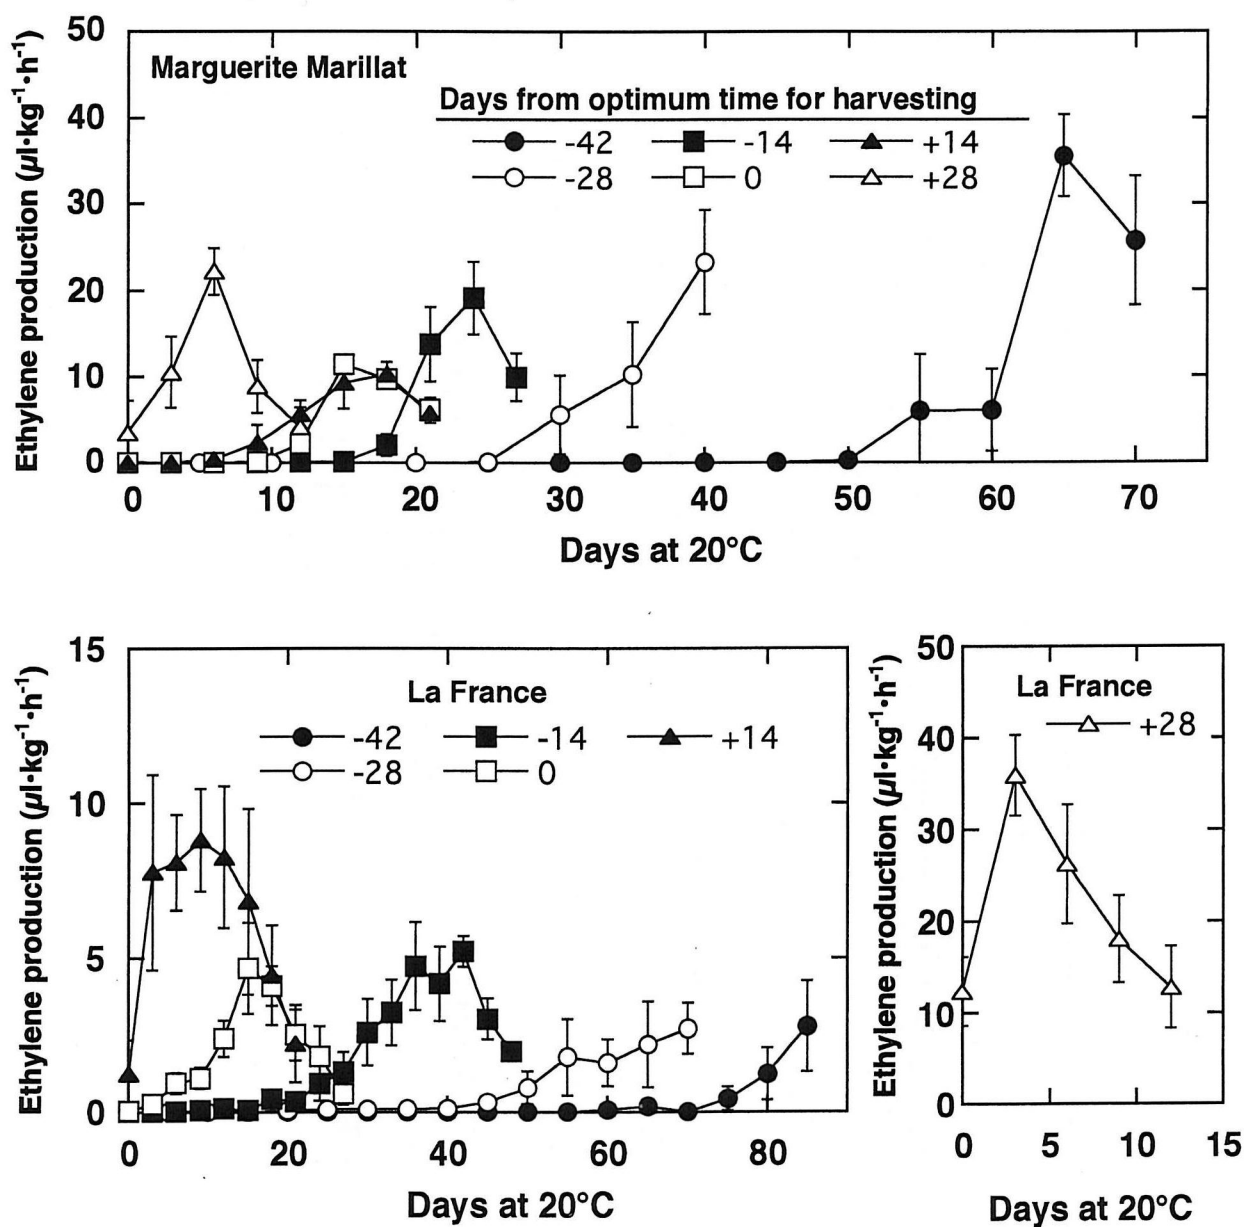 Marguerite Marillat
Days from optimum time for harvesting
-42 -14 +14
-28 0 +28
50
40
30
20
10
0
Ethylene production (µl•kg⁻¹•h⁻¹)
0 10 20 30 40 50 60 70
Days at 20°C
La France
-42 -14 +14
-28 0
15
10
5
0
Ethylene production (µl•kg⁻¹•h⁻¹)
0 20 40 60 80
Days at 20°C
La France
+28
50
40
30
20
10
0
Ethylene production (µl•kg⁻¹•h⁻¹)
0 5 10 15
Days at 20°C